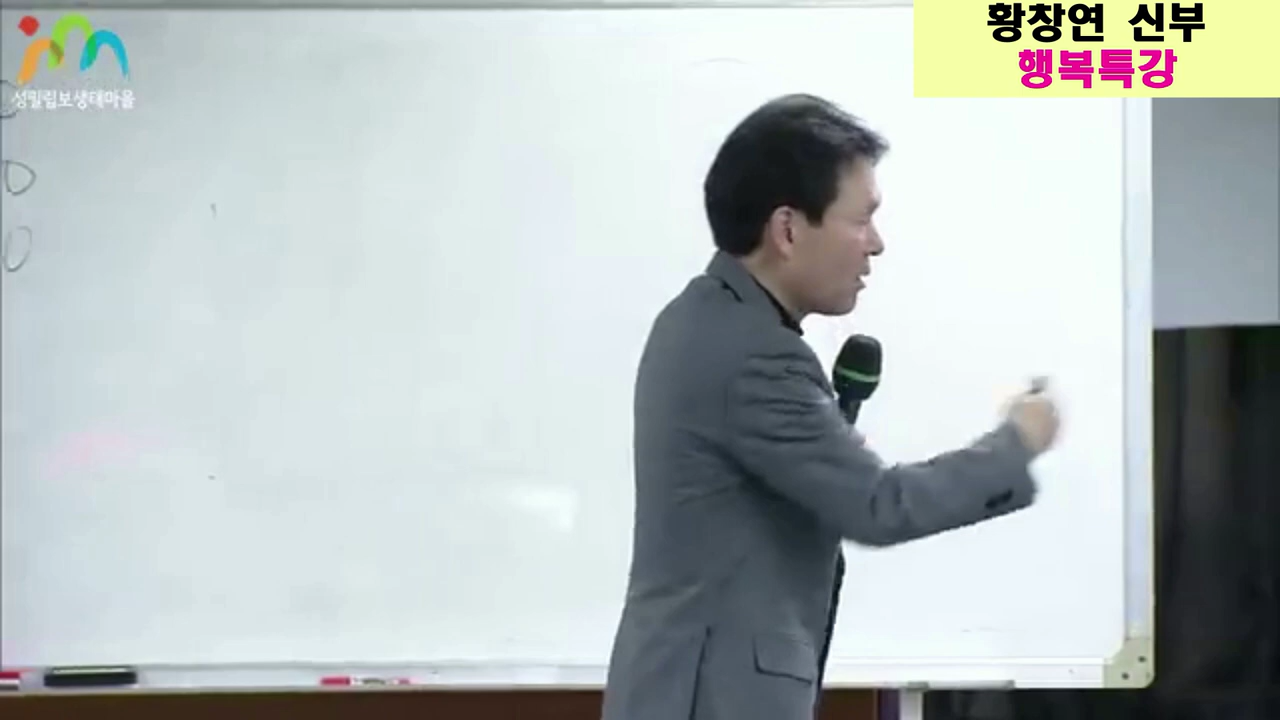 성필립보생태마을
황창연 신부
행복특강